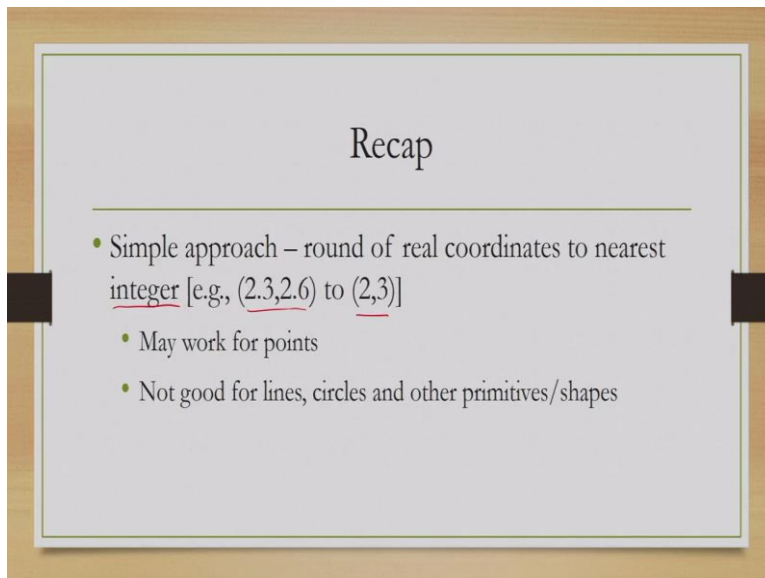 Recap
• Simple approach – round of real coordinates to nearest
integer [e.g., (2.3,2.6) to (2,3)]
• May work for points
• Not good for lines, circles and other primitives/shapes